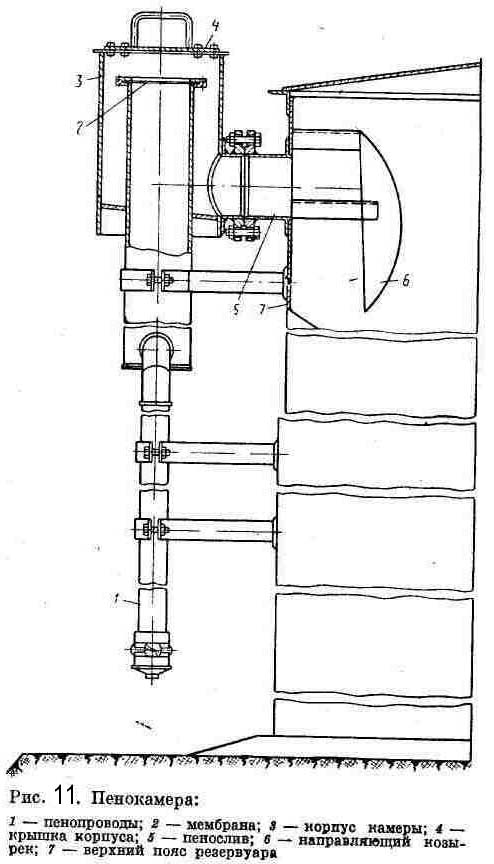 4
3
2
5
7
6
1
Рис. 11. Пенокамера:
1 — пенопроводы; 2 — мембрана; 3 — корпус камеры; 4 —
крышка корпуса; 5 — пенослив; 6 — направляющий козы-
рек; 7 — верхний пояс резервуара